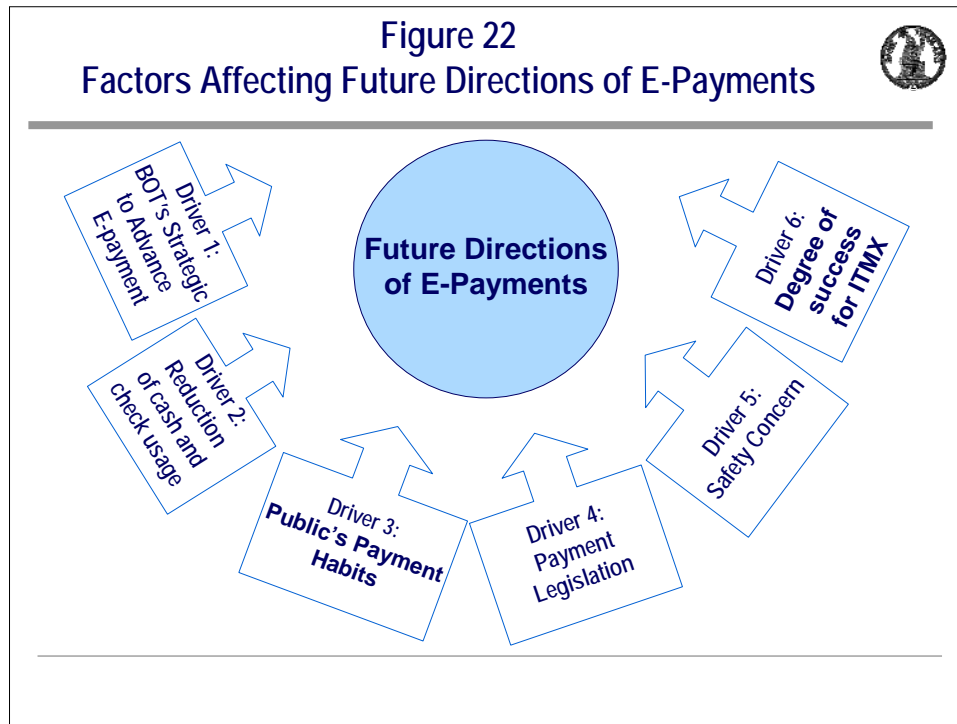 Figure 22
Factors Affecting Future Directions of E-Payments
Future Directions
of E-Payments
Driver 1:
BOT's Strategic
to Advance
E-payment
Driver 2:
Reduction
of cash and
check usage
Driver 3:
Public's Payment
Habits
Driver 4:
Payment
Legislation
Driver 5:
Safety Concern
Driver 6:
Degree of
success
for ITMX